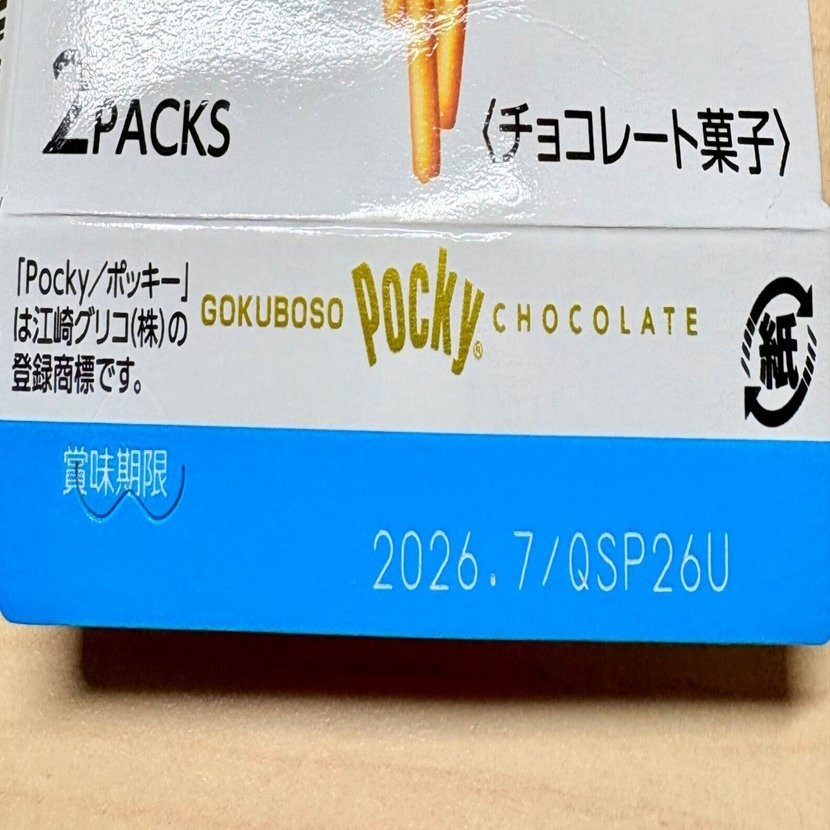 2PACKS
〈チョコレート菓子〉
「Pocky/ポッキー」
は江崎グリコ(株)の
登録商標です。
GOKUBOSO Pocky® CHOCOLATE
紙
賞味期限
2026.7/QSP26U